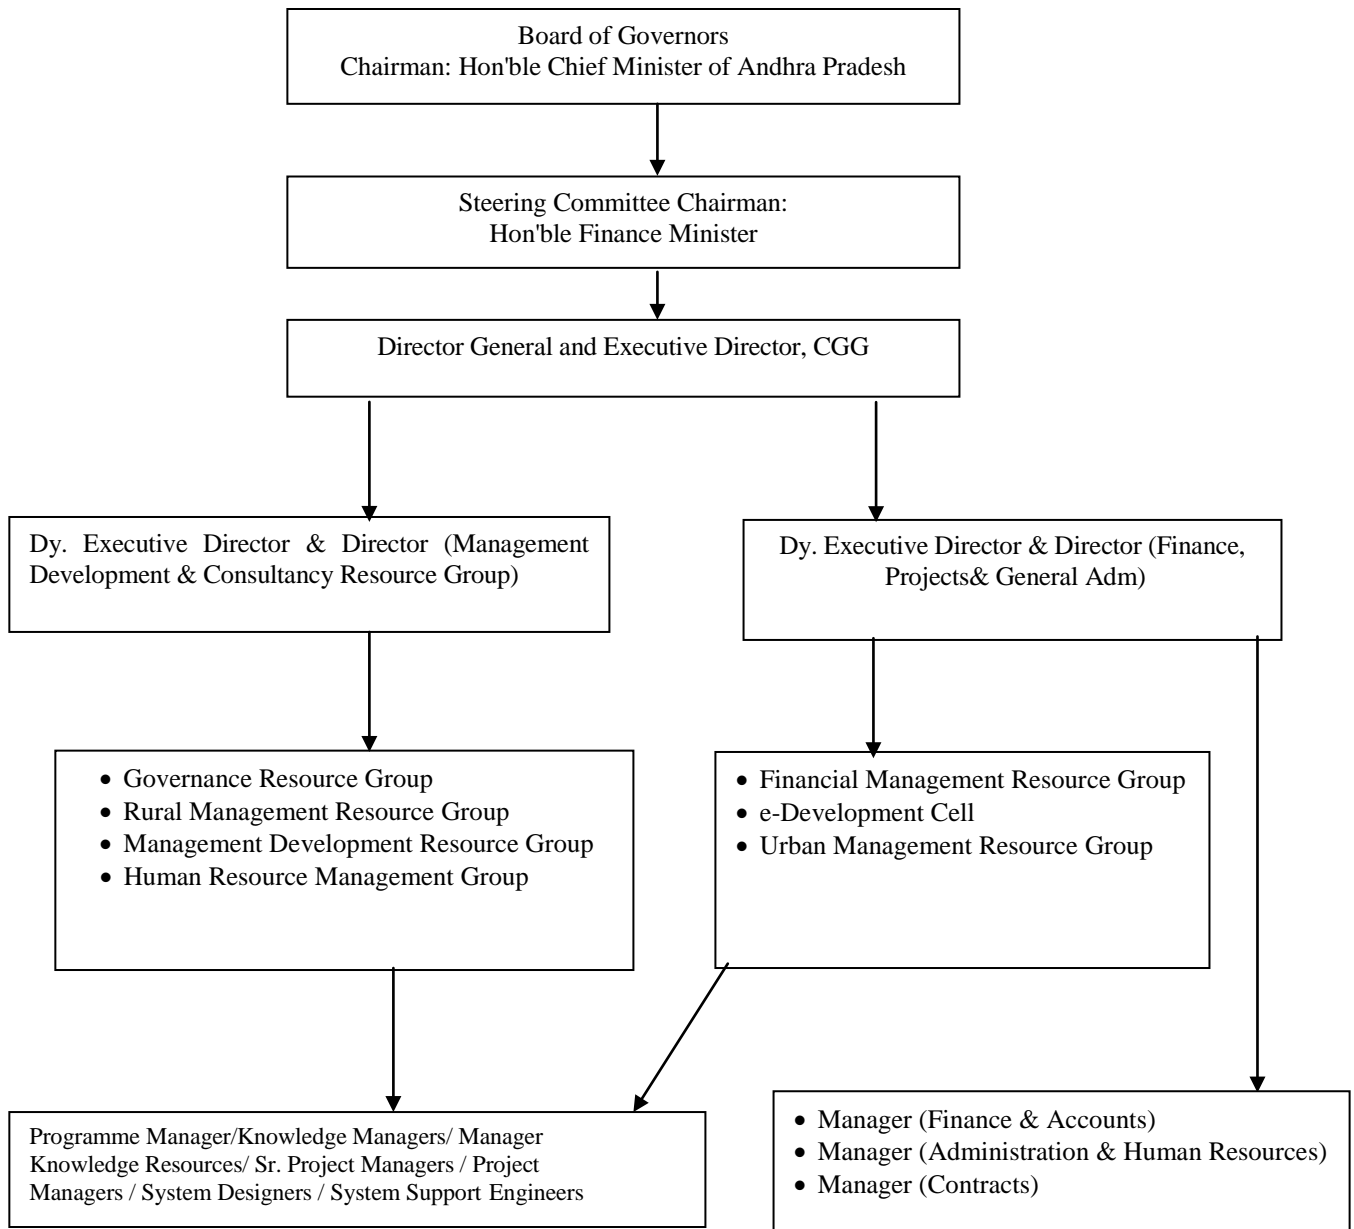 Board of Governors
Chairman: Hon'ble Chief Minister of Andhra Pradesh
Steering Committee Chairman:
Hon'ble Finance Minister
Director General and Executive Director, CGG
Dy. Executive Director & Director (Management
Development & Consultancy Resource Group)
Dy. Executive Director & Director (Finance,
Projects& General Adm)
• Governance Resource Group
• Rural Management Resource Group
• Management Development Resource Group
• Human Resource Management Group
• Financial Management Resource Group
• e-Development Cell
• Urban Management Resource Group
Programme Manager/Knowledge Managers/ Manager
Knowledge Resources/ Sr. Project Managers / Project
Managers / System Designers / System Support Engineers
• Manager (Finance & Accounts)
• Manager (Administration & Human Resources)
• Manager (Contracts)